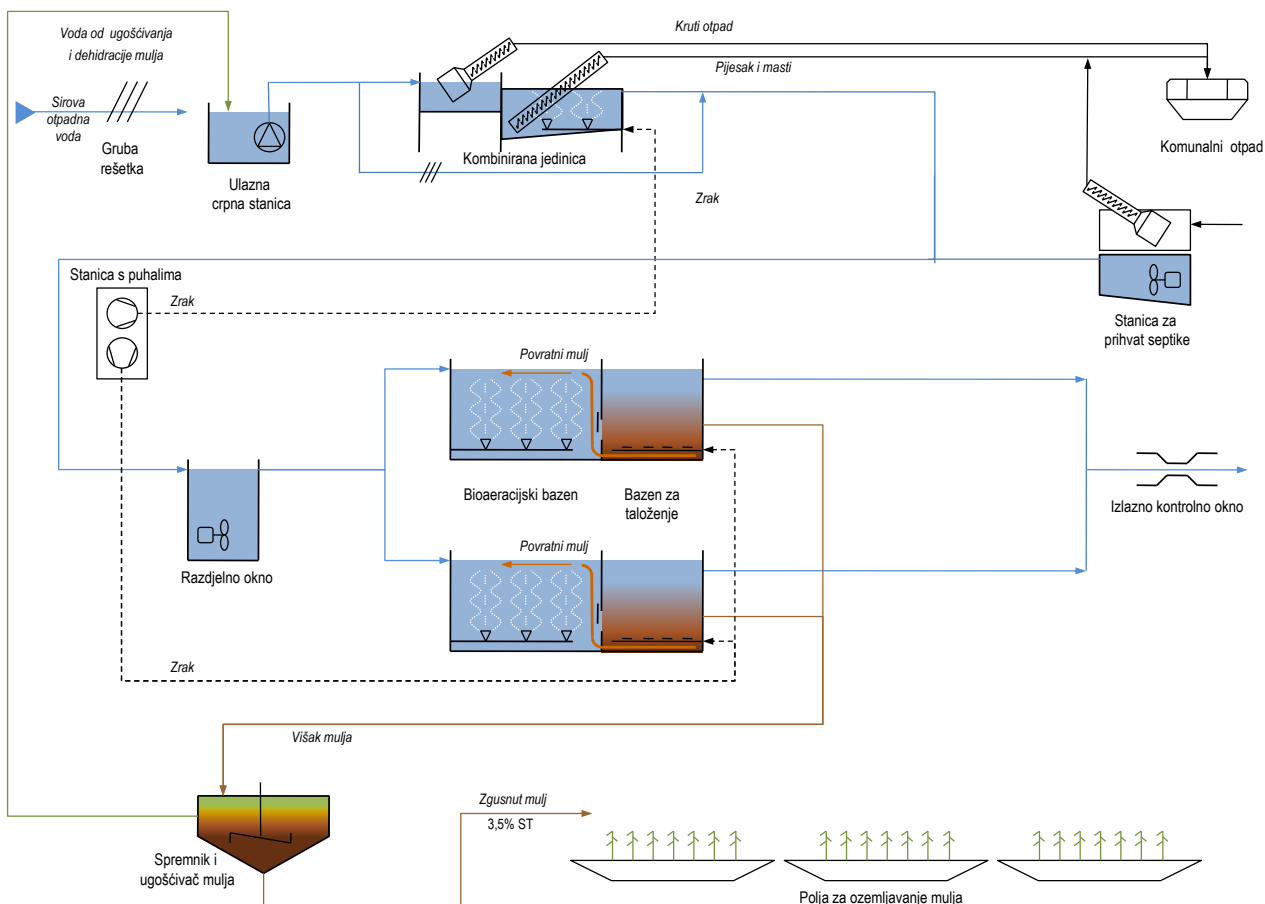 Voda od ugošćivanja
i dehidracije mulja
Kruti otpad
Pijesak i masti
Sirova
otpadna
voda
Gruba
rešetka
Ulazna
crpna stanica
Kombinirana jedinica
Komunalni otpad
Zrak
Stanica s puhalima
Zrak
Stanica za
prihvat septike
Povratni mulj
Bioaeracijski bazen
Bazen za
taloženje
Izlazno kontrolno okno
Povratni mulj
Razdjelno okno
Zrak
Višak mulja
Zgusnut mulj
3,5% ST
Spremnik i
ugošćivač mulja
Polja za ozemljavanje mulja